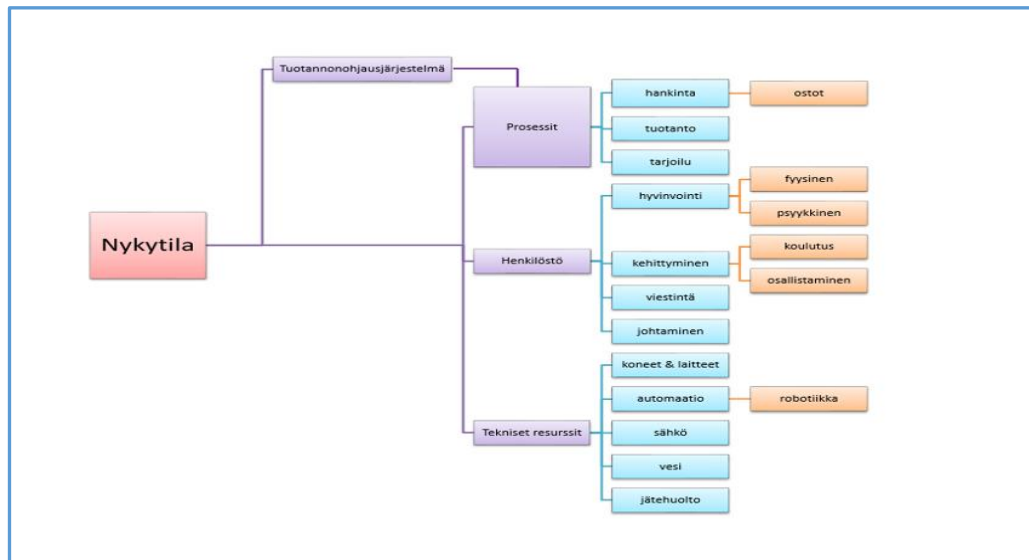 Tuotannonohjausjärjestelmä
hankinta
ostot
Prosessit
tuotanto
tarjoilu
fyysinen
hyvinvointi
psyykkinen
Nykytila
koulutus
Henkilöstö
kehittyminen
osallistaminen
viestintä
johtaminen
koneet & laitteet
automaatio
robotiikka
Tekniset resurssit
sähkö
vesi
jätehuolto